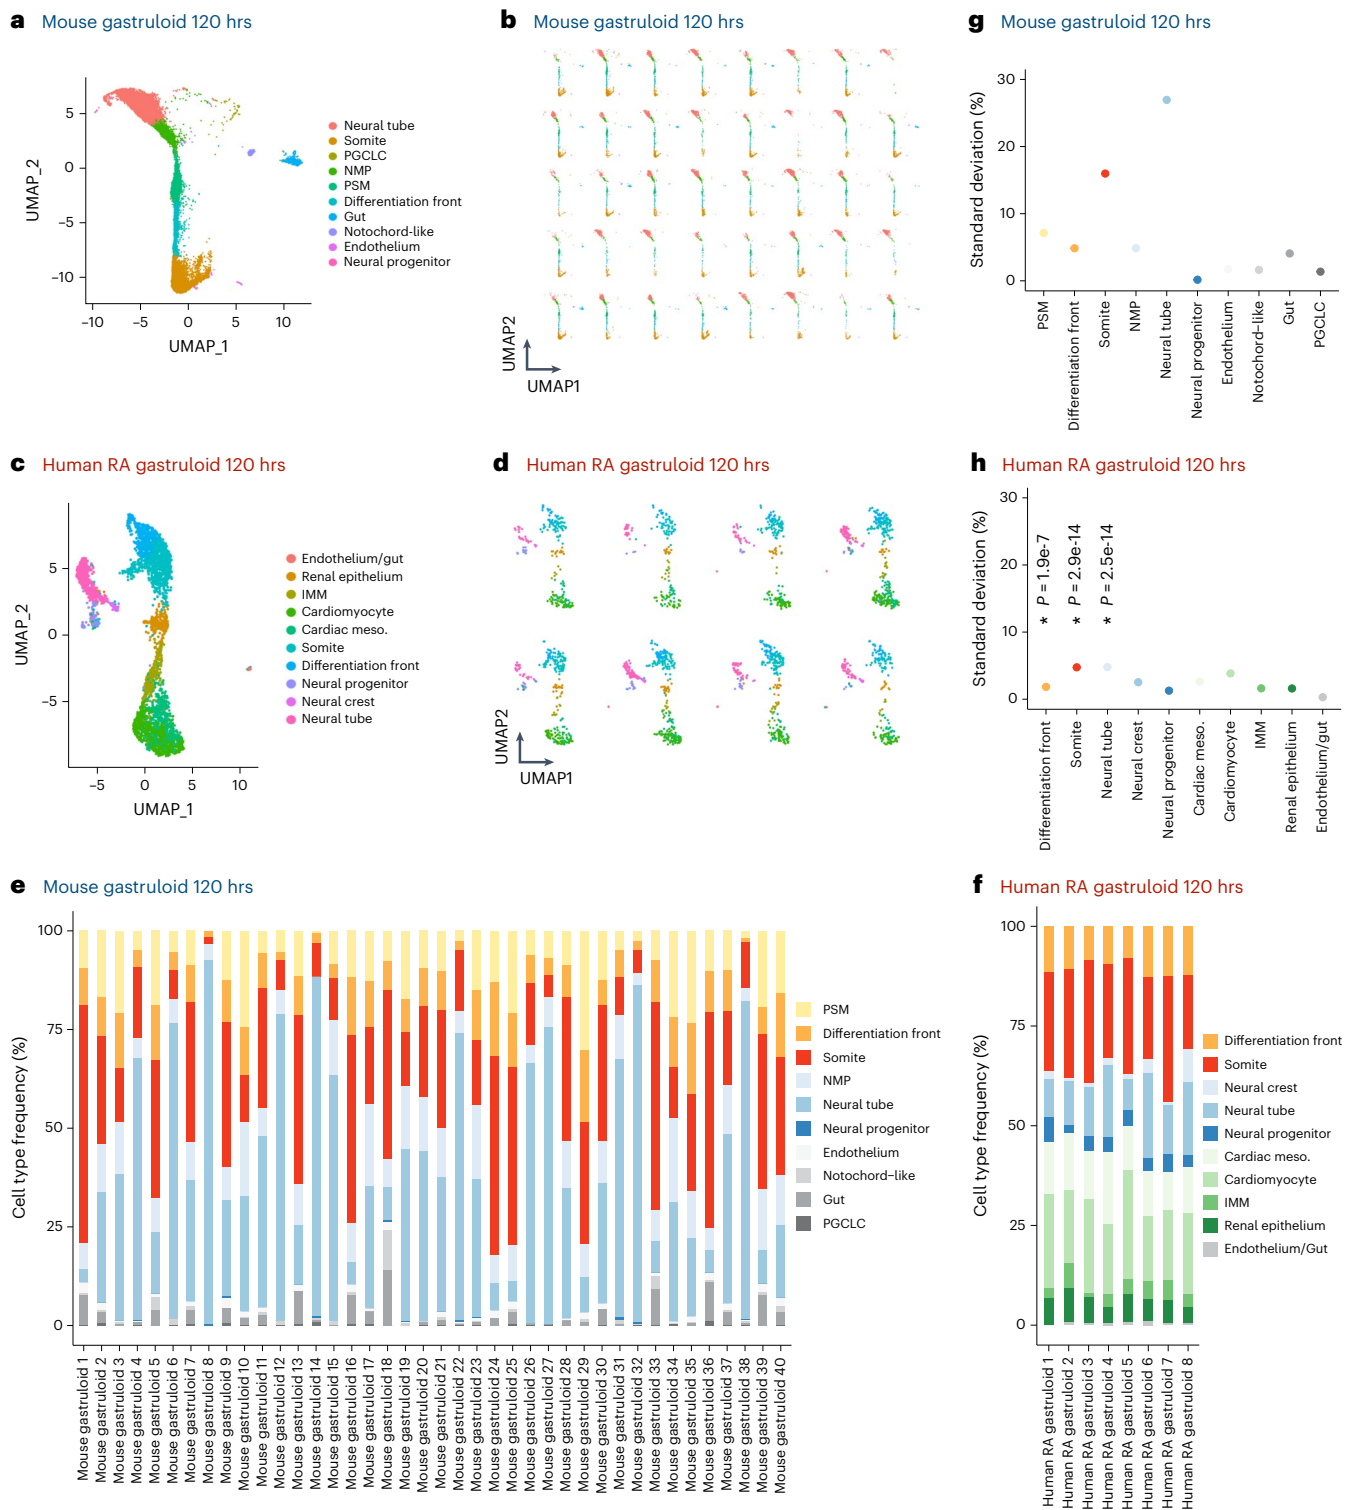 a Mouse gastruloid 120 hrs
UMAP_2
5
0
−5
−10
−10 −5 0 5 10
UMAP_1
Neural tube
Somite
PGCLC
NMP
PSM
Differentiation front
Gut
Notochord-like
Endothelium
Neural progenitor
b Mouse gastruloid 120 hrs
UMAP2
UMAP1
g Mouse gastruloid 120 hrs
Standard deviation (%)
30
20
10
0
PSM
Differentiation front
Somite
NMP
Neural tube
Neural progenitor
Endothelium
Notochord–like
Gut
PGCLC
c Human RA gastruloid 120 hrs
UMAP_2
5
0
−5
−5 0 5 10
UMAP_1
Endothelium/gut
Renal epithelium
IMM
Cardiomyocyte
Cardiac meso.
Somite
Differentiation front
Neural progenitor
Neural crest
Neural tube
d Human RA gastruloid 120 hrs
UMAP2
UMAP1
h Human RA gastruloid 120 hrs
Standard deviation (%)
30
20
10
0
* P = 1.9e-7
* P = 2.9e-14
* P = 2.5e-14
Differentiation front
Somite
Neural tube
Neural crest
Neural progenitor
Cardiac meso.
Cardiomyocyte
IMM
Renal epithelium
Endothelium/gut
e Mouse gastruloid 120 hrs
Cell type frequency (%)
100
75
50
25
0
Mouse gastruloid 1
Mouse gastruloid 2
Mouse gastruloid 3
Mouse gastruloid 4
Mouse gastruloid 5
Mouse gastruloid 6
Mouse gastruloid 7
Mouse gastruloid 8
Mouse gastruloid 9
Mouse gastruloid 10
Mouse gastruloid 11
Mouse gastruloid 12
Mouse gastruloid 13
Mouse gastruloid 14
Mouse gastruloid 15
Mouse gastruloid 16
Mouse gastruloid 17
Mouse gastruloid 18
Mouse gastruloid 19
Mouse gastruloid 20
Mouse gastruloid 21
Mouse gastruloid 22
Mouse gastruloid 23
Mouse gastruloid 24
Mouse gastruloid 25
Mouse gastruloid 26
Mouse gastruloid 27
Mouse gastruloid 28
Mouse gastruloid 29
Mouse gastruloid 30
Mouse gastruloid 31
Mouse gastruloid 32
Mouse gastruloid 33
Mouse gastruloid 34
Mouse gastruloid 35
Mouse gastruloid 36
Mouse gastruloid 37
Mouse gastruloid 38
Mouse gastruloid 39
Mouse gastruloid 40
PSM
Differentiation front
Somite
NMP
Neural tube
Neural progenitor
Endothelium
Notochord–like
Gut
PGCLC
f Human RA gastruloid 120 hrs
Cell type frequency (%)
100
75
50
25
0
Human RA gastruloid 1
Human RA gastruloid 2
Human RA gastruloid 3
Human RA gastruloid 4
Human RA gastruloid 5
Human RA gastruloid 6
Human RA gastruloid 7
Human RA gastruloid 8
Differentiation front
Somite
Neural crest
Neural tube
Neural progenitor
Cardiac meso.
Cardiomyocyte
IMM
Renal epithelium
Endothelium/Gut